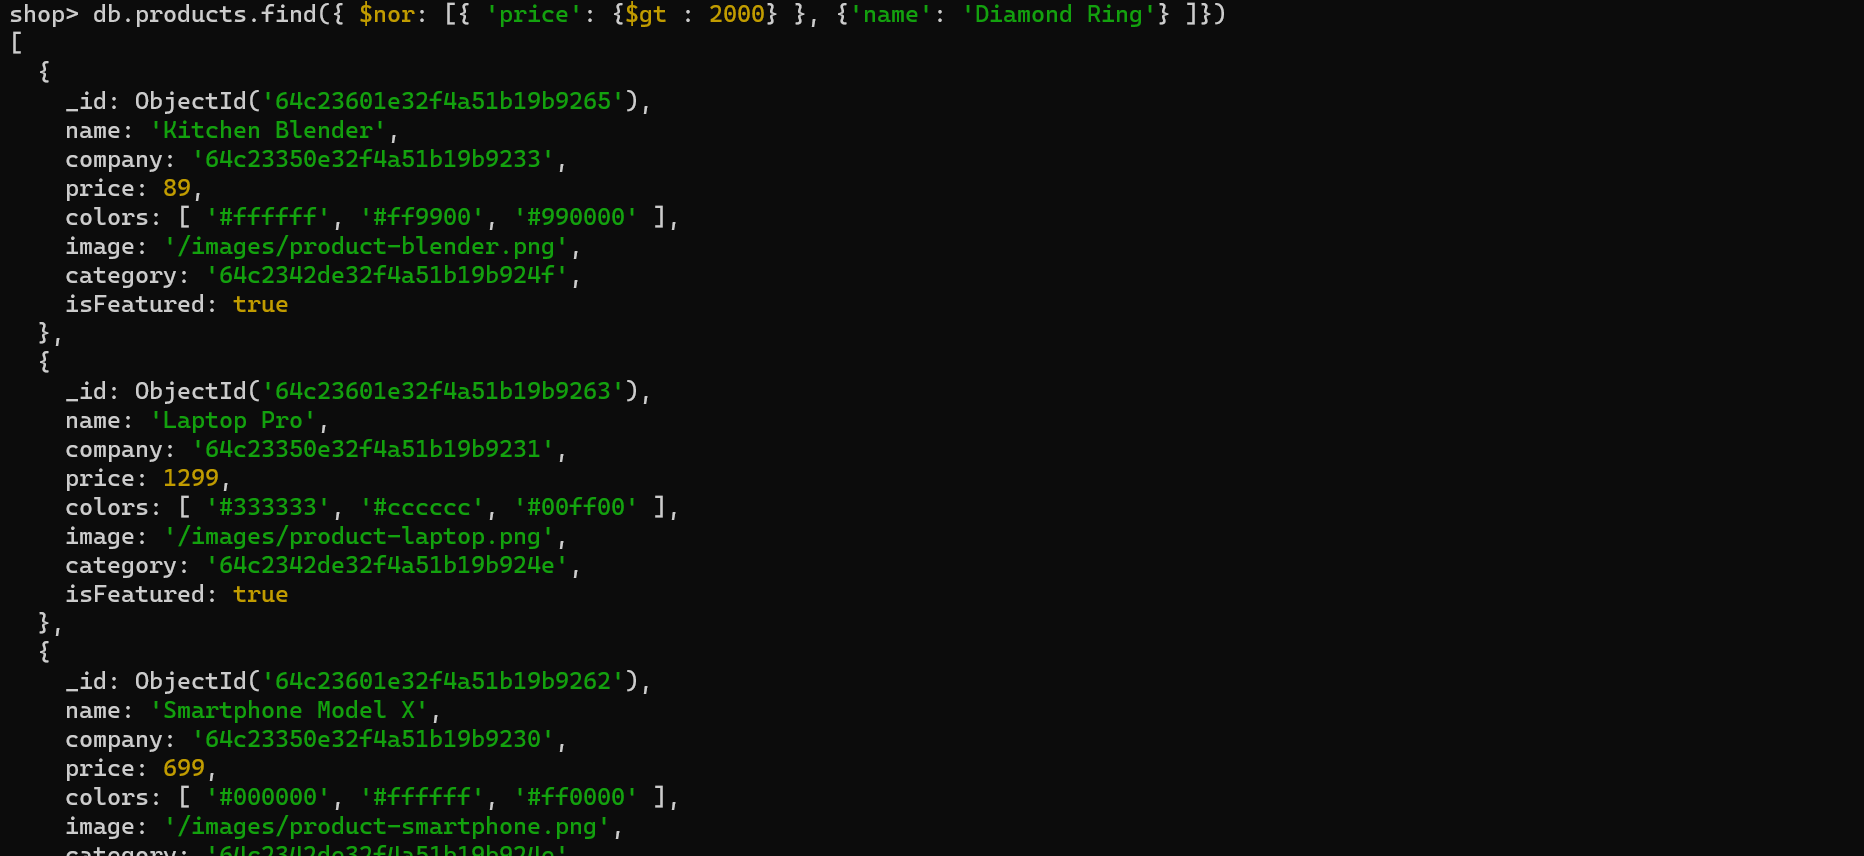 shop> db.products.find({ $nor: [{ 'price': {$gt : 2000} }, {'name': 'Diamond Ring'} ]})
[
  {
    _id: ObjectId('64c23601e32f4a51b19b9265'),
    name: 'Kitchen Blender',
    company: '64c23350e32f4a51b19b9233',
    price: 89,
    colors: [ '#ffffff', '#ff9900', '#990000' ],
    image: '/images/product-blender.png',
    category: '64c2342de32f4a51b19b924f',
    isFeatured: true
  },
  {
    _id: ObjectId('64c23601e32f4a51b19b9263'),
    name: 'Laptop Pro',
    company: '64c23350e32f4a51b19b9231',
    price: 1299,
    colors: [ '#333333', '#cccccc', '#00ff00' ],
    image: '/images/product-laptop.png',
    category: '64c2342de32f4a51b19b924e',
    isFeatured: true
  },
  {
    _id: ObjectId('64c23601e32f4a51b19b9262'),
    name: 'Smartphone Model X',
    company: '64c23350e32f4a51b19b9230',
    price: 699,
    colors: [ '#000000', '#ffffff', '#ff0000' ],
    image: '/images/product-smartphone.png',
    category: '64c2342de32f4a51b19b924e'